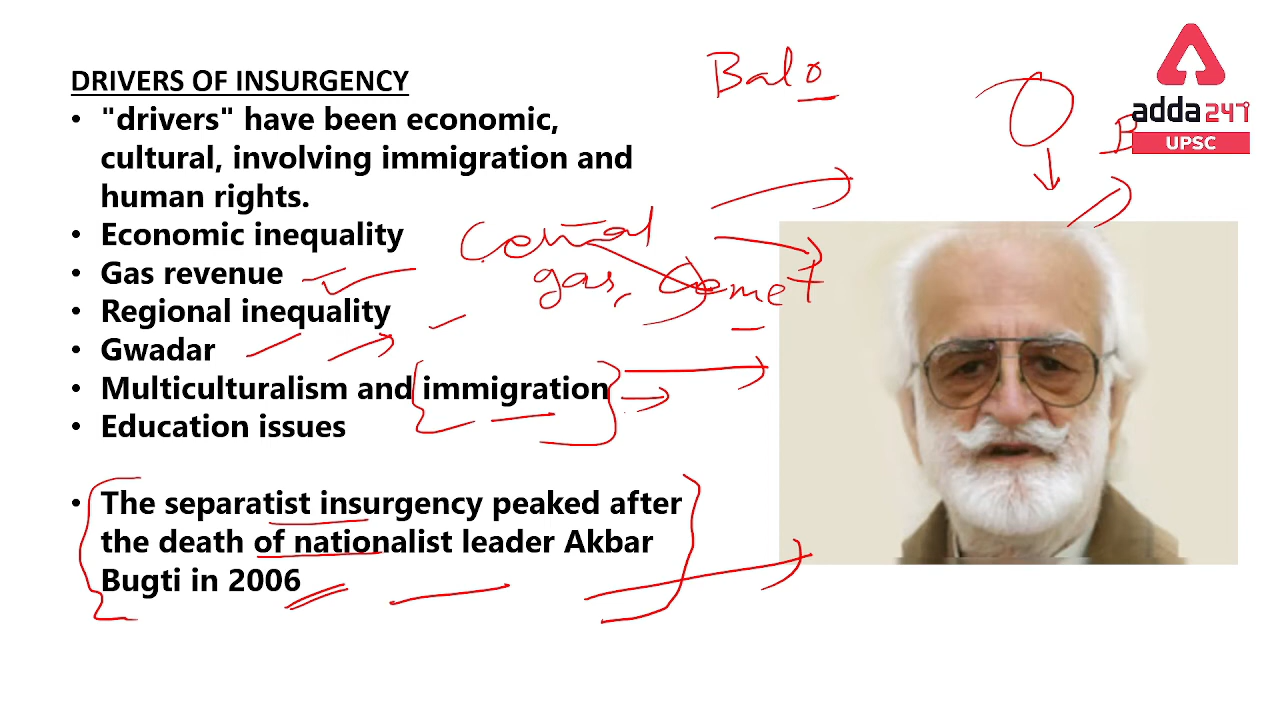 DRIVERS OF INSURGENCY
• "drivers" have been economic,
cultural, involving immigration and
human rights.
• Economic inequality
• Gas revenue
• Regional inequality
• Gwadar
• Multiculturalism and immigration
• Education issues
• The separatist insurgency peaked after
the death of nationalist leader Akbar
Bugti in 2006
Balo
gas,
B
adda247
UPSC